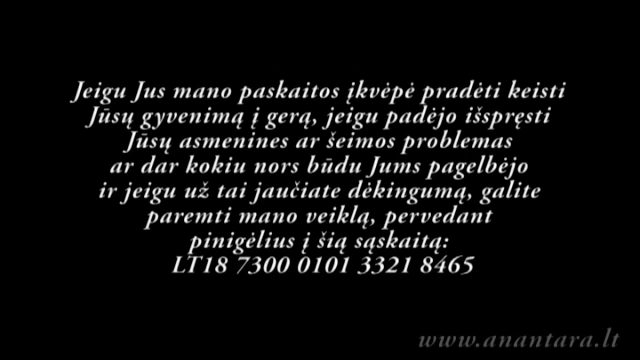 Jeigu Jus mano paskaitos įkvėpė pradėti keisti
Jūsų gyvenimą į gerą, jeigu padėjo išspręsti
Jūsų asmenines ar šeimos problemas
ar dar kokiu nors būdu Jums pagelbėjo
ir jeigu už tai jaučiate dėkingumą, galite
paremti mano veiklą, pervedant
pinigėlius į šią sąskaitą:
LT18 7300 0101 3321 8465
www.anantara.lt